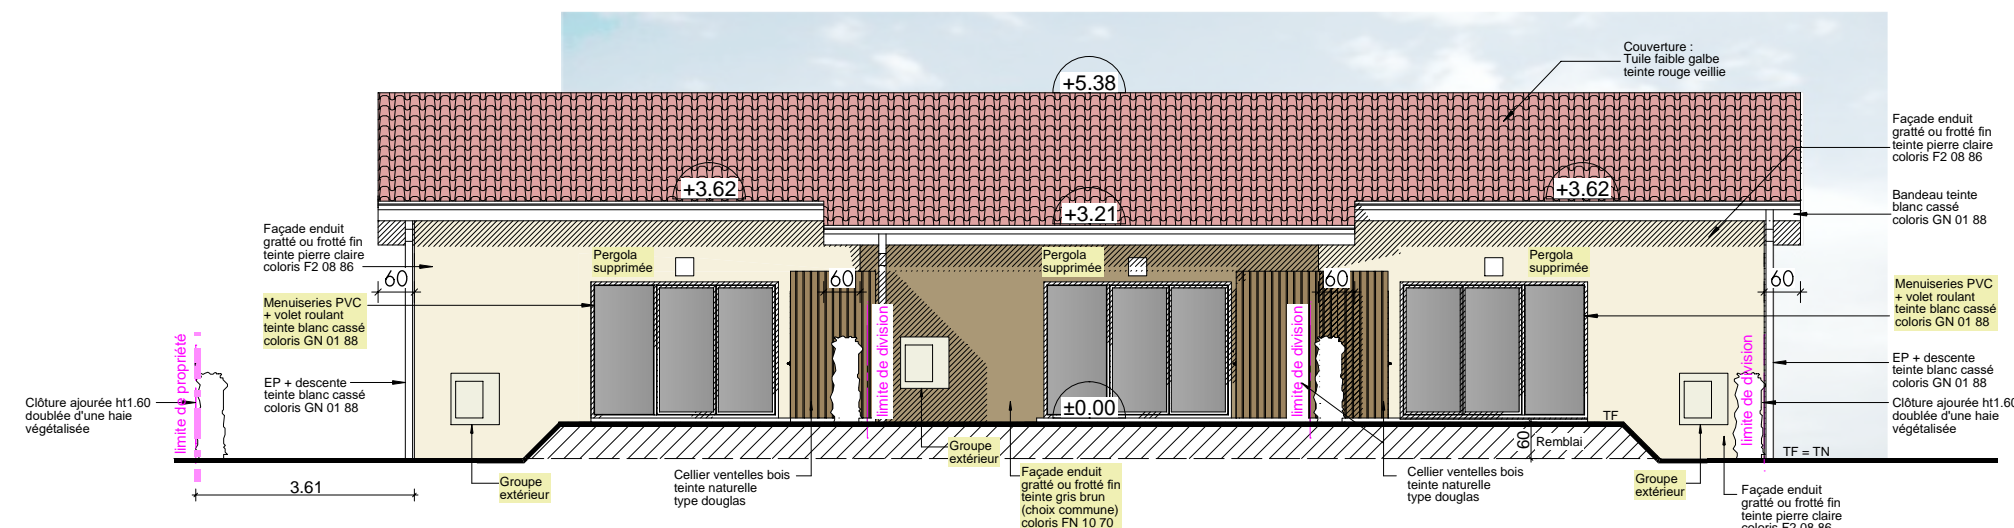 Couverture :
Tuile faible galbe
teinte rouge veillie
+5.38
+3.62
+3.21
+3.62
Façade enduit
gratté ou frotté fin
teinte pierre claire
coloris F2 08 86
Bandeau teinte
blanc cassé
coloris GN 01 88
Façade enduit
gratté ou frotté fin
teinte pierre claire
coloris F2 08 86
Pergola
supprimée
Pergola
supprimée
Pergola
supprimée
60
60
60
60
Menuiseries PVC
+ volet roulant
teinte blanc cassé
coloris GN 01 88
Menuiseries PVC
+ volet roulant
teinte blanc cassé
coloris GN 01 88
limite de propriété
limite de division
limite de division
limite de division
EP + descente
teinte blanc cassé
coloris GN 01 88
EP + descente
teinte blanc cassé
coloris GN 01 88
Clôture ajourée ht1.60
doublée d'une haie
végétalisée
Clôture ajourée ht1.60
doublée d'une haie
végétalisée
±0.00
TF
60
Remblai
TF = TN
3.61
Groupe
extérieur
Cellier ventelles bois
teinte naturelle
type douglas
Groupe
extérieur
Façade enduit
gratté ou frotté fin
teinte gris brun
(choix commune)
coloris FN 10 70
Cellier ventelles bois
teinte naturelle
type douglas
Groupe
extérieur
Façade enduit
gratté ou frotté fin
teinte pierre claire
coloris F2 08 86